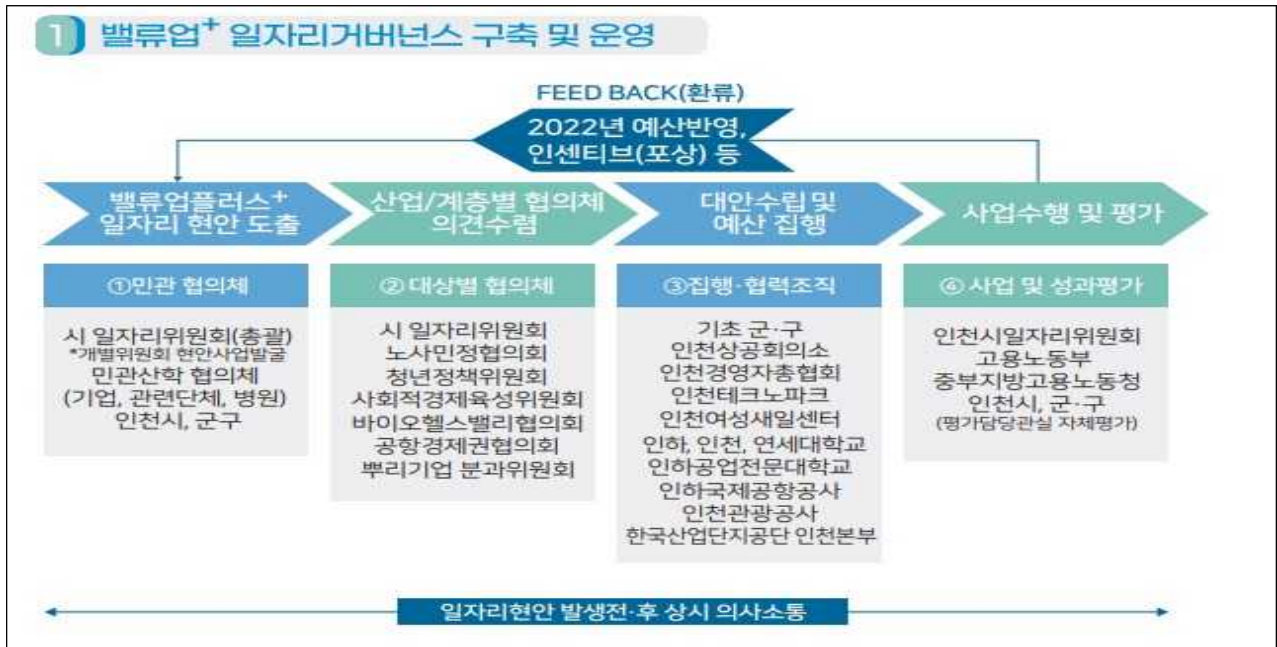 1 밸류업+ 일자리거버넌스 구축 및 운영
FEED BACK(환류)
2022년 예산반영,
인센티브(포상) 등
밸류업플러스+
일자리 현안 도출
산업/계층별 협의체
의견수렴
대안수립 및
예산 집행
사업수행 및 평가
①민관 협의체
시 일자리위원회(총괄)
*개별위원회 현안사업발굴
민관산학 협의체
(기업, 관련단체, 병원)
인천시, 군구
② 대상별 협의체
시 일자리위원회
노사민정협의회
청년정책위원회
사회적경제육성위원회
바이오헬스밸리협의회
공항경제권협의회
뿌리기업 분과위원회
③집행·협력조직
기초 군·구
인천상공회의소
인천경영자총협회
인천테크노파크
인천여성새일센터
인하, 인천, 연세대학교
인하공업전문대학교
인하국제공항공사
인천관광공사
한국산업단지공단 인천본부
④ 사업 및 성과평가
인천시일자리위원회
고용노동부
중부지방고용노동청
인천시, 군·구
(평가담당관실 자체평가)
일자리현안 발생전·후 상시 의사소통